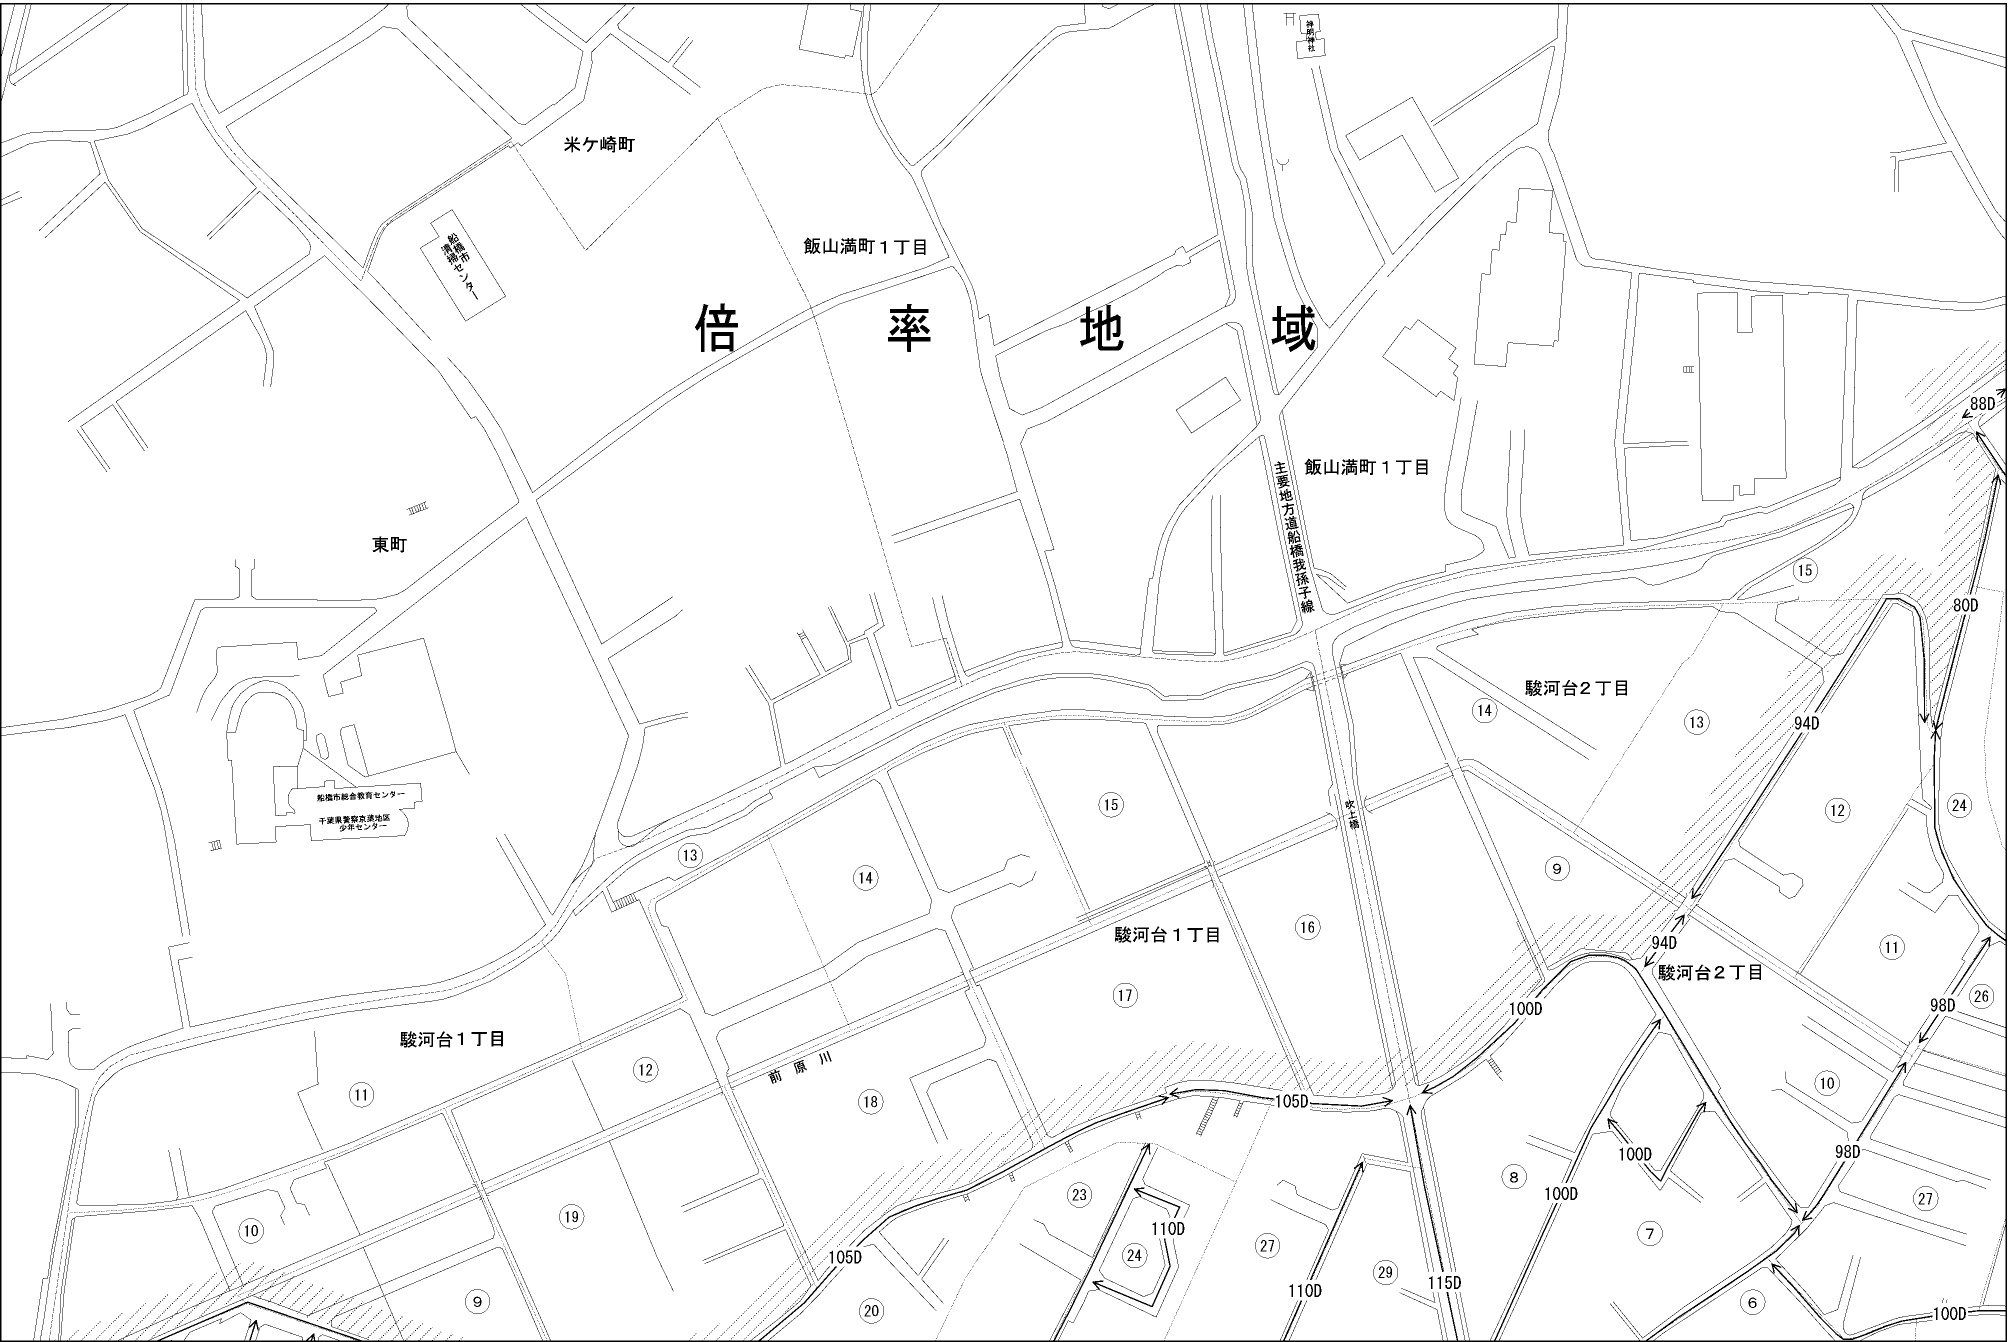 神明神社
米ケ崎町
船橋市
清掃センター
飯山満町１丁目
倍率地域
88D
主要地方道船橋我孫子線
飯山満町１丁目
東町
15
80D
駿河台２丁目
14
13
94D
船橋市総合教育センター
千葉県警察京葉地区
少年センター
15
吹上橋
12
24
13
14
9
16
駿河台１丁目
94D
11
駿河台２丁目
17
100D
98D
26
駿河台１丁目
12
前原川
11
18
105D
10
100D
98D
8
100D
23
27
10
19
110D
7
24
27
105D
29
115D
110D
9
20
6
100D